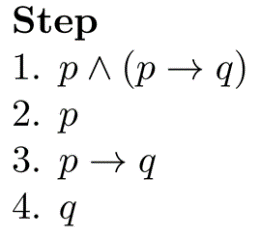 Step
1. p ∧ (p → q)
2. p
3. p → q
4. q